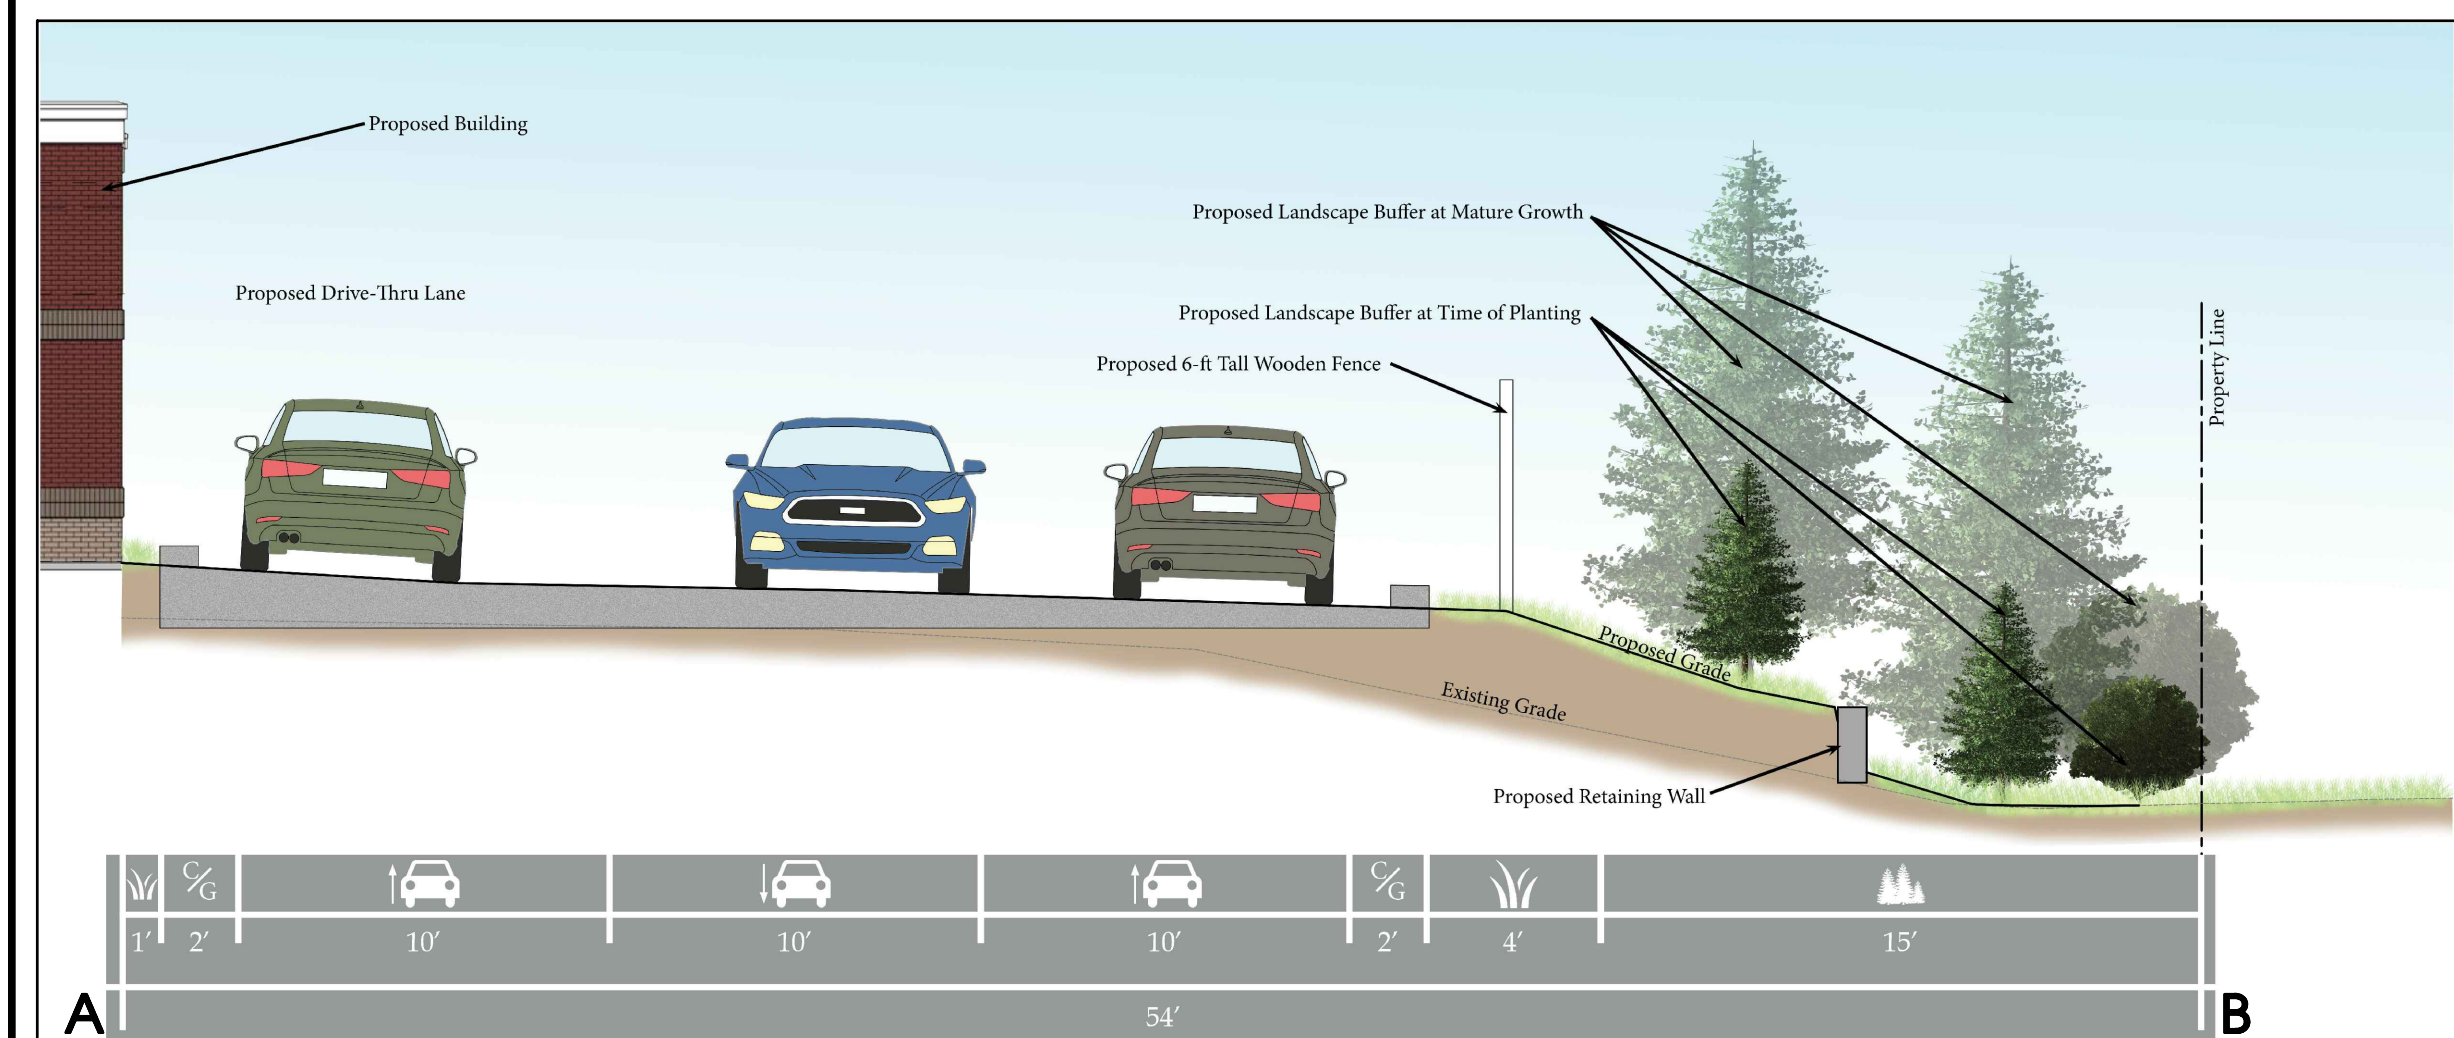 Proposed Building
Proposed Landscape Buffer at Mature Growth
Proposed Drive-Thru Lane
Proposed Landscape Buffer at Time of Planting
Property Line
Proposed 6-ft Tall Wooden Fence
Proposed Grade
Existing Grade
Proposed Retaining Wall
C/G
C/G
1′ 2′ 10′ 10′ 10′ 2′ 4′ 15′
A 54′ B